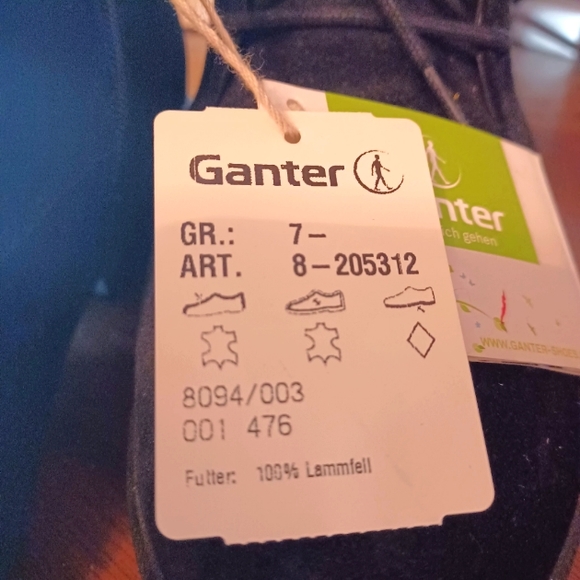 Ganter
GR.: 7–
ART. 8–205312
8094/003
001 476
Futter: 100% Lammfell
nter
ch gehen
WWW.GANTER-SHOES